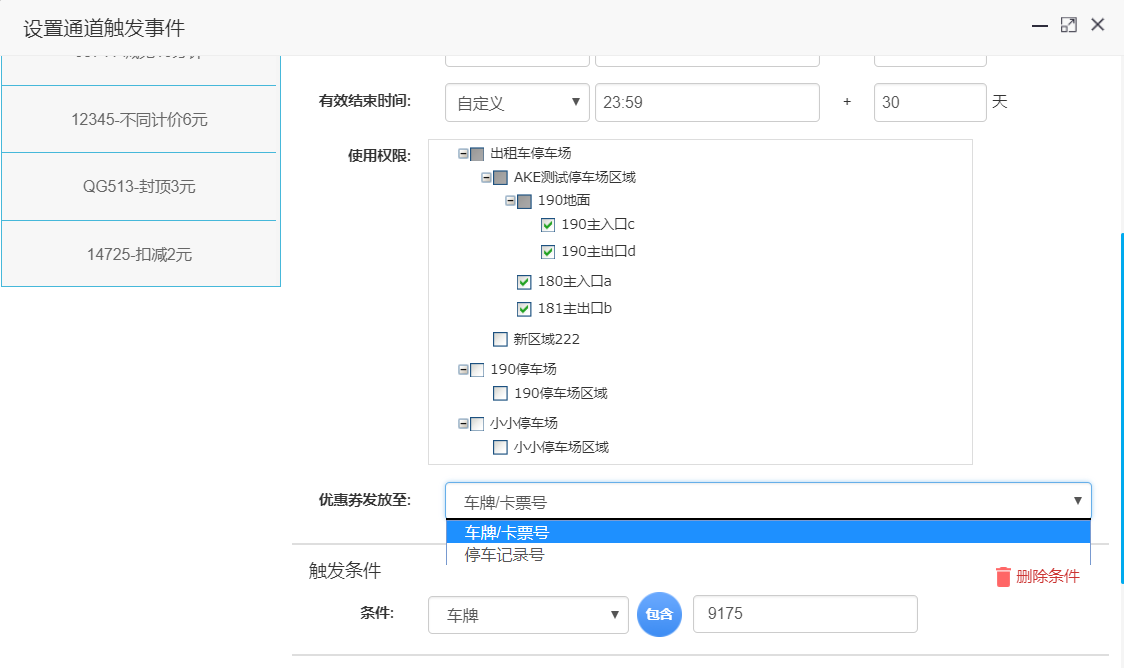 设置通道触发事件
12345-不同计价6元
QG513-封顶3元
14725-扣减2元
有效结束时间: 自定义 23:59 + 30 天
使用权限:
出租车停车场
AKE测试停车场区域
190地面
190主入口c
190主出口d
180主入口a
181主出口b
新区域222
190停车场
190停车场区域
小小停车场
小小停车场区域
优惠券发放至: 车牌/卡票号
车牌/卡票号
停车记录号
触发条件
删除条件
条件: 车牌 包含 9175